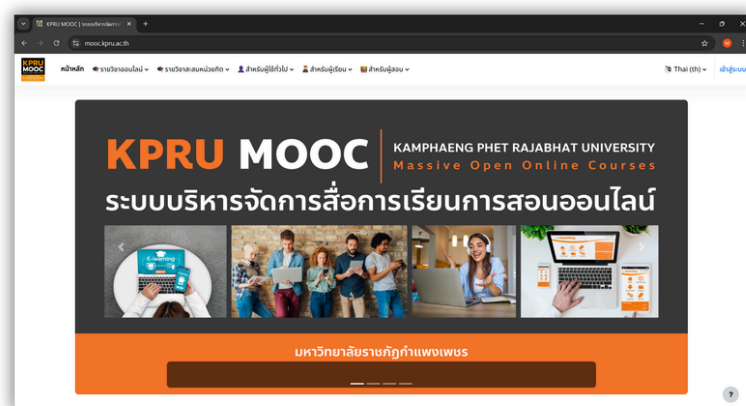 KPRU MOOC | ระบบบริหารจัดการสื่อ
mooc.kpru.ac.th
KPRU
MOOC
หน้าหลัก
รายวิชาออนไลน์
รายวิชาสะสมหน่วยกิต
สำหรับผู้ใช้ทั่วไป
สำหรับผู้เรียน
สำหรับผู้สอน
Thai (th)
เข้าสู่ระบบ
KPRU MOOC
KAMPHAENG PHET RAJABHAT UNIVERSITY
Massive Open Online Courses
ระบบบริหารจัดการสื่อการเรียนการสอนออนไลน์
E-learning
มหาวิทยาลัยราชภัฏกำแพงเพชร
?